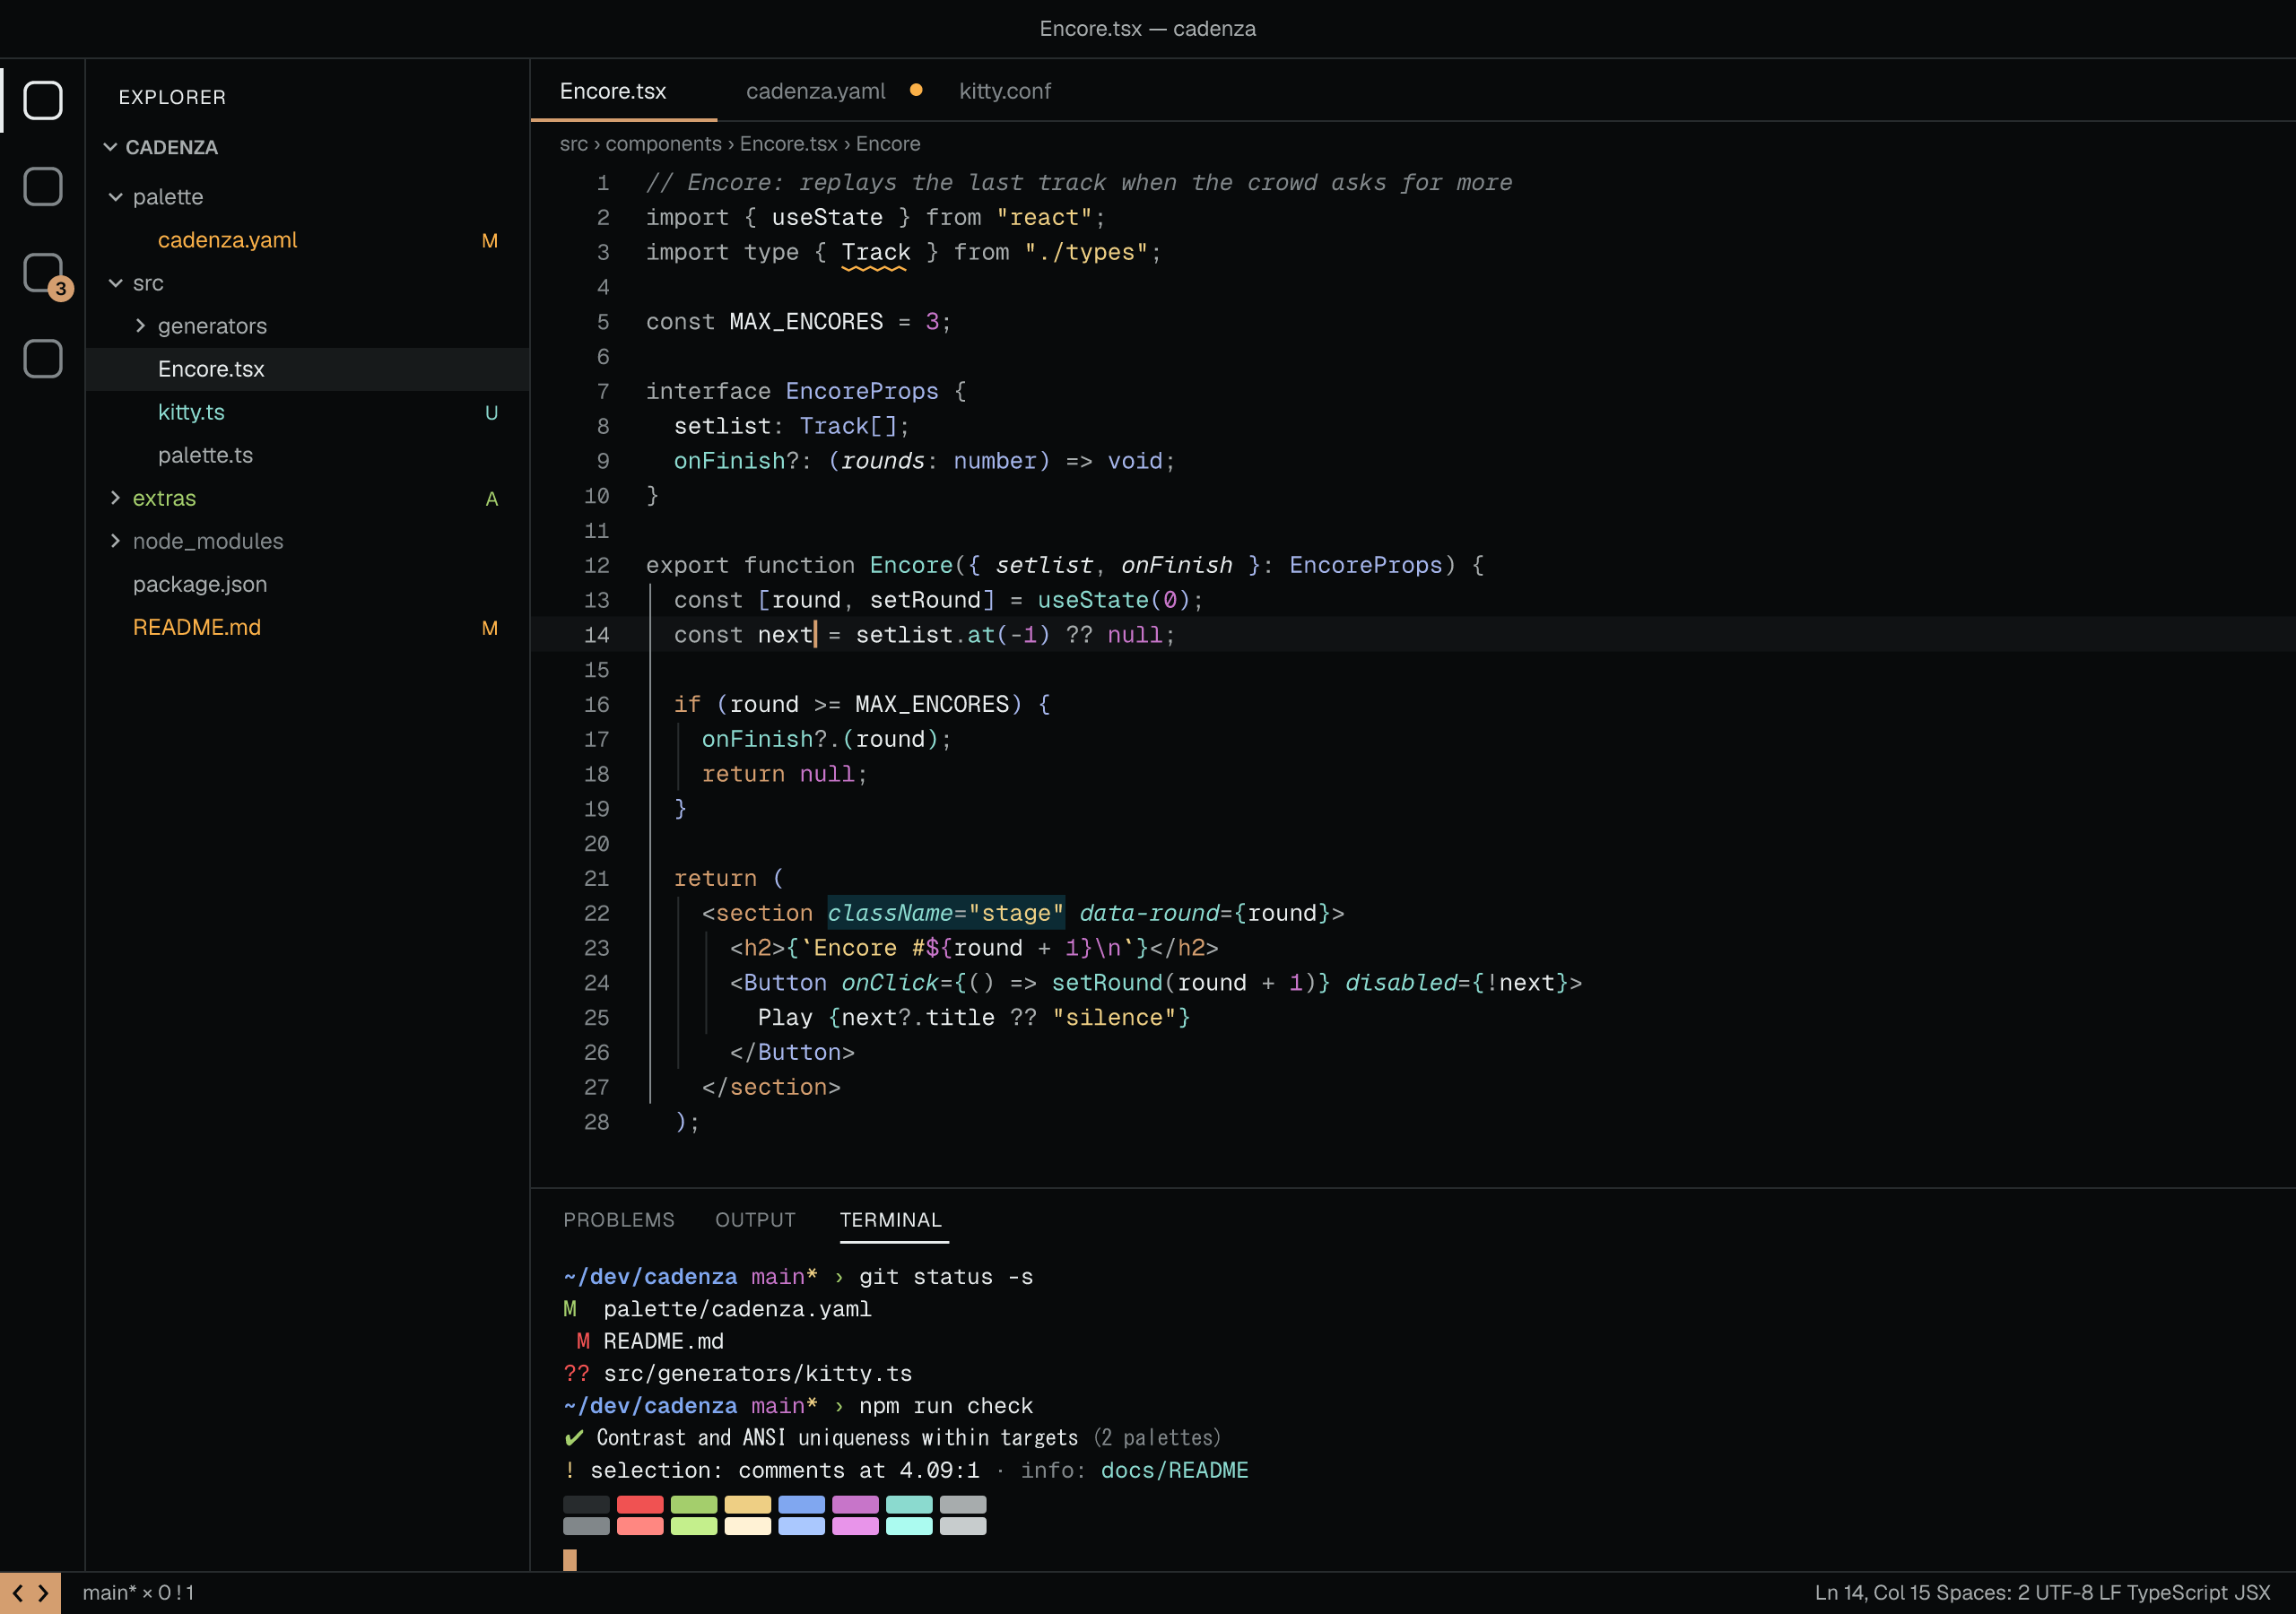 Encore.tsx — cadenza
EXPLORER
CADENZA
palette
cadenza.yaml M
src
generators
Encore.tsx
kitty.ts U
palette.ts
extras A
node_modules
package.json
README.md M
3
Encore.tsx cadenza.yaml kitty.conf
src › components › Encore.tsx › Encore
1 // Encore: replays the last track when the crowd asks for more
2 import { useState } from "react";
3 import type { Track } from "./types";
4
5 const MAX_ENCORES = 3;
6
7 interface EncoreProps {
8   setlist: Track[];
9   onFinish?: (rounds: number) => void;
10 }
11
12 export function Encore({ setlist, onFinish }: EncoreProps) {
13   const [round, setRound] = useState(0);
14   const next = setlist.at(-1) ?? null;
15
16   if (round >= MAX_ENCORES) {
17     onFinish?.(round);
18     return null;
19   }
20
21   return (
22     <section className="stage" data-round={round}>
23       <h2>{`Encore #${round + 1}\n`}</h2>
24       <Button onClick={() => setRound(round + 1)} disabled={!next}>
25         Play {next?.title ?? "silence"}
26       </Button>
27     </section>
28   );
PROBLEMS OUTPUT TERMINAL
~/dev/cadenza main* › git status -s
M  palette/cadenza.yaml
 M README.md
?? src/generators/kitty.ts
~/dev/cadenza main* › npm run check
✔ Contrast and ANSI uniqueness within targets (2 palettes)
! selection: comments at 4.09:1 · info: docs/README
main* × 0 ! 1
Ln 14, Col 15 Spaces: 2 UTF-8 LF TypeScript JSX